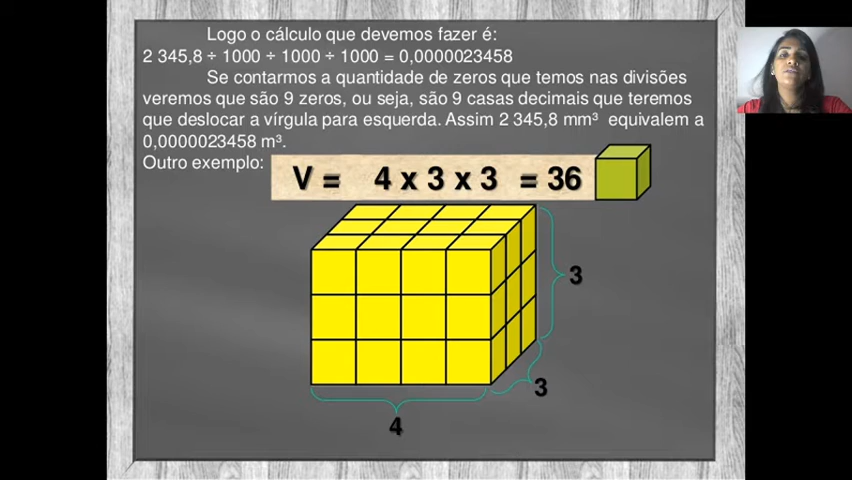 Logo o cálculo que devemos fazer é:
2 345,8 ÷ 1000 ÷ 1000 ÷ 1000 = 0,0000023458
Se contarmos a quantidade de zeros que temos nas divisões
veremos que são 9 zeros, ou seja, são 9 casas decimais que teremos
que deslocar a vírgula para esquerda. Assim 2 345,8 mm³ equivalem a
0,0000023458 m³.
Outro exemplo:
V = 4 x 3 x 3 = 36
3
3
4